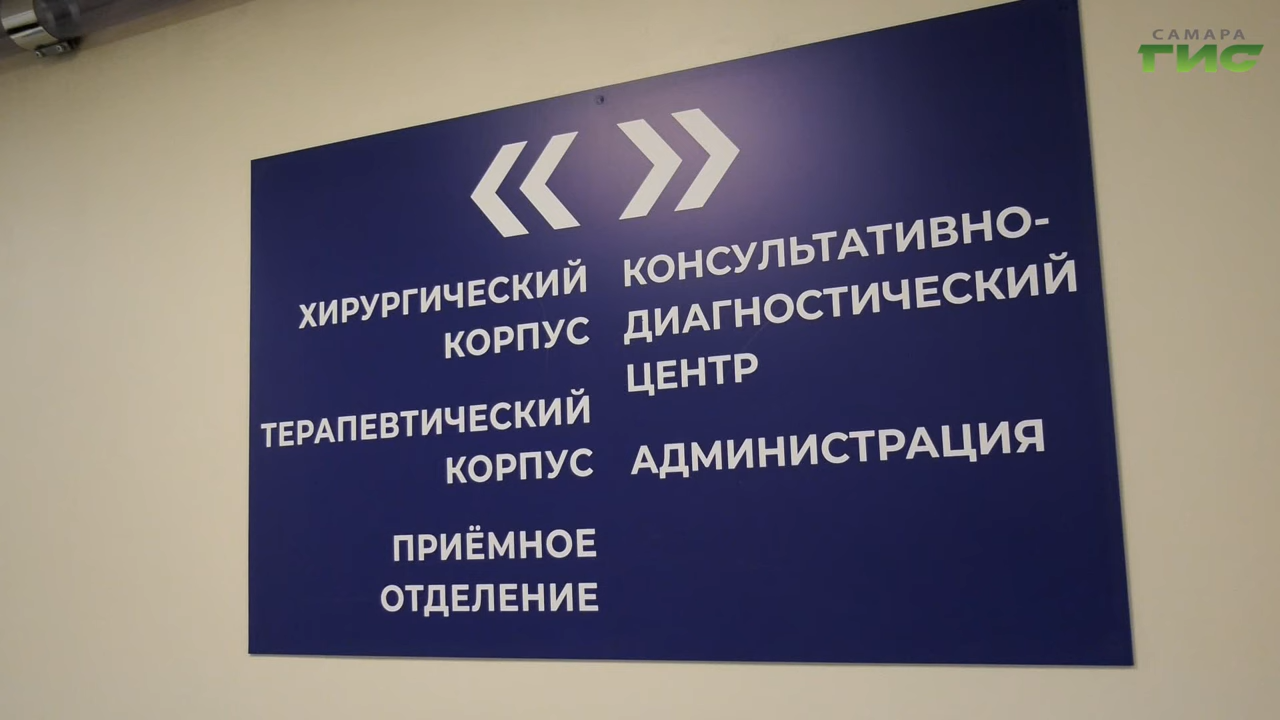 САМАРА
ГИС
ХИРУРГИЧЕСКИЙ
КОРПУС
ТЕРАПЕВТИЧЕСКИЙ
КОРПУС
ПРИЁМНОЕ
ОТДЕЛЕНИЕ
КОНСУЛЬТАТИВНО-
ДИАГНОСТИЧЕСКИЙ
ЦЕНТР
АДМИНИСТРАЦИЯ